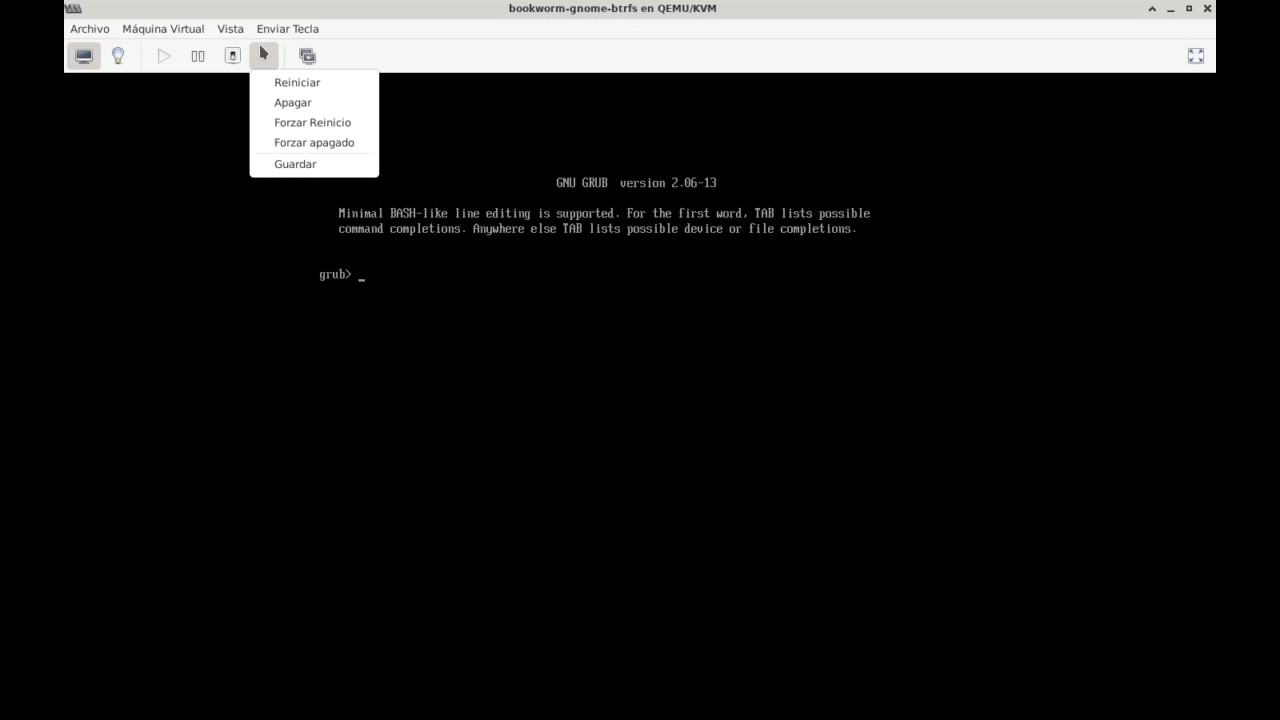 bookworm-gnome-btrfs en QEMU/KVM
Archivo Máquina Virtual Vista Enviar Tecla
Reiniciar
Apagar
Forzar Reinicio
Forzar apagado
Guardar
GNU GRUB version 2.06-13
Minimal BASH-like line editing is supported. For the first word, TAB lists possible
command completions. Anywhere else TAB lists possible device or file completions.
grub> _